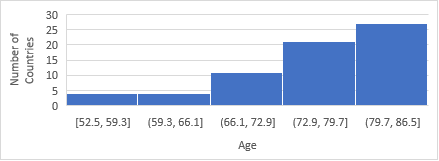 30
25
20
15
10
5
0
Number of
Countries
[52.5, 59.3] (59.3, 66.1] (66.1, 72.9] (72.9, 79.7] (79.7, 86.5]
Age